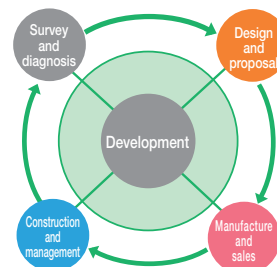 Survey
and
diagnosis
Design
and
proposal
Development
Construction
and
management
Manufacture
and
sales